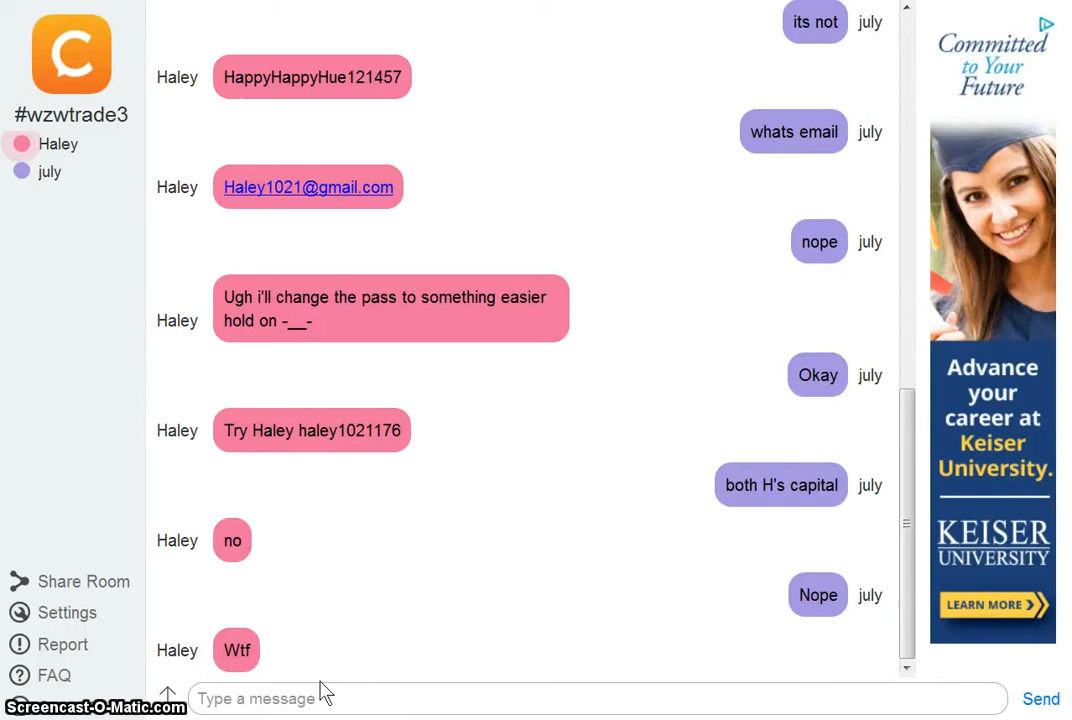 C
#wzwtrade3
Haley
july
its not july
Haley HappyHappyHue121457
whats email july
Haley Haley1021@gmail.com
nope july
Ugh i'll change the pass to something easier
Haley hold on -__-
Okay july
Haley Try Haley haley1021176
both H's capital july
Haley no
Nope july
Haley Wtf
Type a message
Send
Share Room
Settings
Report
FAQ
Screencast-O-Matic.com
Committed
to Your
Future
Advance
your
career at
Keiser
University.
KEISER
UNIVERSITY
LEARN MORE